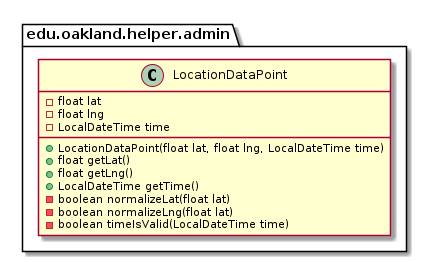 edu.oakland.helper.admin
C LocationDataPoint
float lat
float lng
LocalDateTime time
LocationDataPoint(float lat, float lng, LocalDateTime time)
float getLat()
float getLng()
LocalDateTime getTime()
boolean normalizeLat(float lat)
boolean normalizeLng(float lat)
boolean timeIsValid(LocalDateTime time)